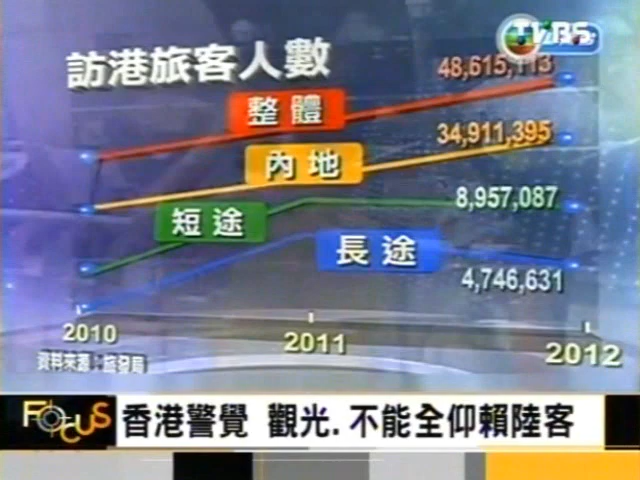 TVBS
訪港旅客人數
48,615,113
整體
34,911,395
內地
8,957,087
短途
長途
4,746,631
2010
2011
2012
資料來源:旅發局
FOCUS
香港警覺 觀光.不能全仰賴陸客